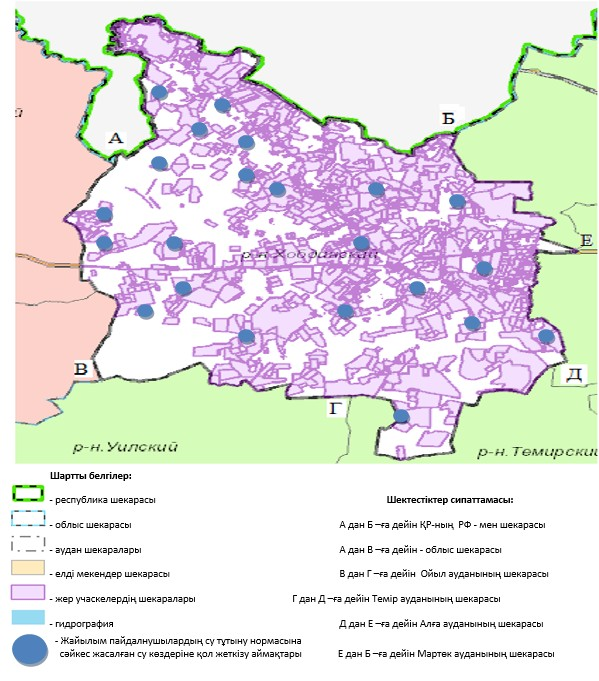 й
А
Б
Е
р-н. Хобдинский
В
Д
Г
р-н. Уилский
р-н. Темирский
Шартты белгілер:
- республика шекарасы
- облыс шекарасы
- аудан шекаралары
- елді мекендер шекарасы
- жер учаскелердің шекаралары
- гидрография
- Жайылым пайдалнушылардың су тұтыну нормасына
сәйкес жасалған су көздеріне қол жеткізу аймақтары
Шектестіктер сипаттамасы:
А дан Б –ға дейін ҚР-ның РФ - мен шекарасы
А дан В –ға дейін - облыс шекарасы
В дан Г –ға дейін Ойыл ауданының шекарасы
Г дан Д –ға дейін Темір ауданының шекарасы
Д дан Е –ға дейін Алға ауданының шекарасы
Е дан Б –ға дейін Мартөк ауданының шекарасы